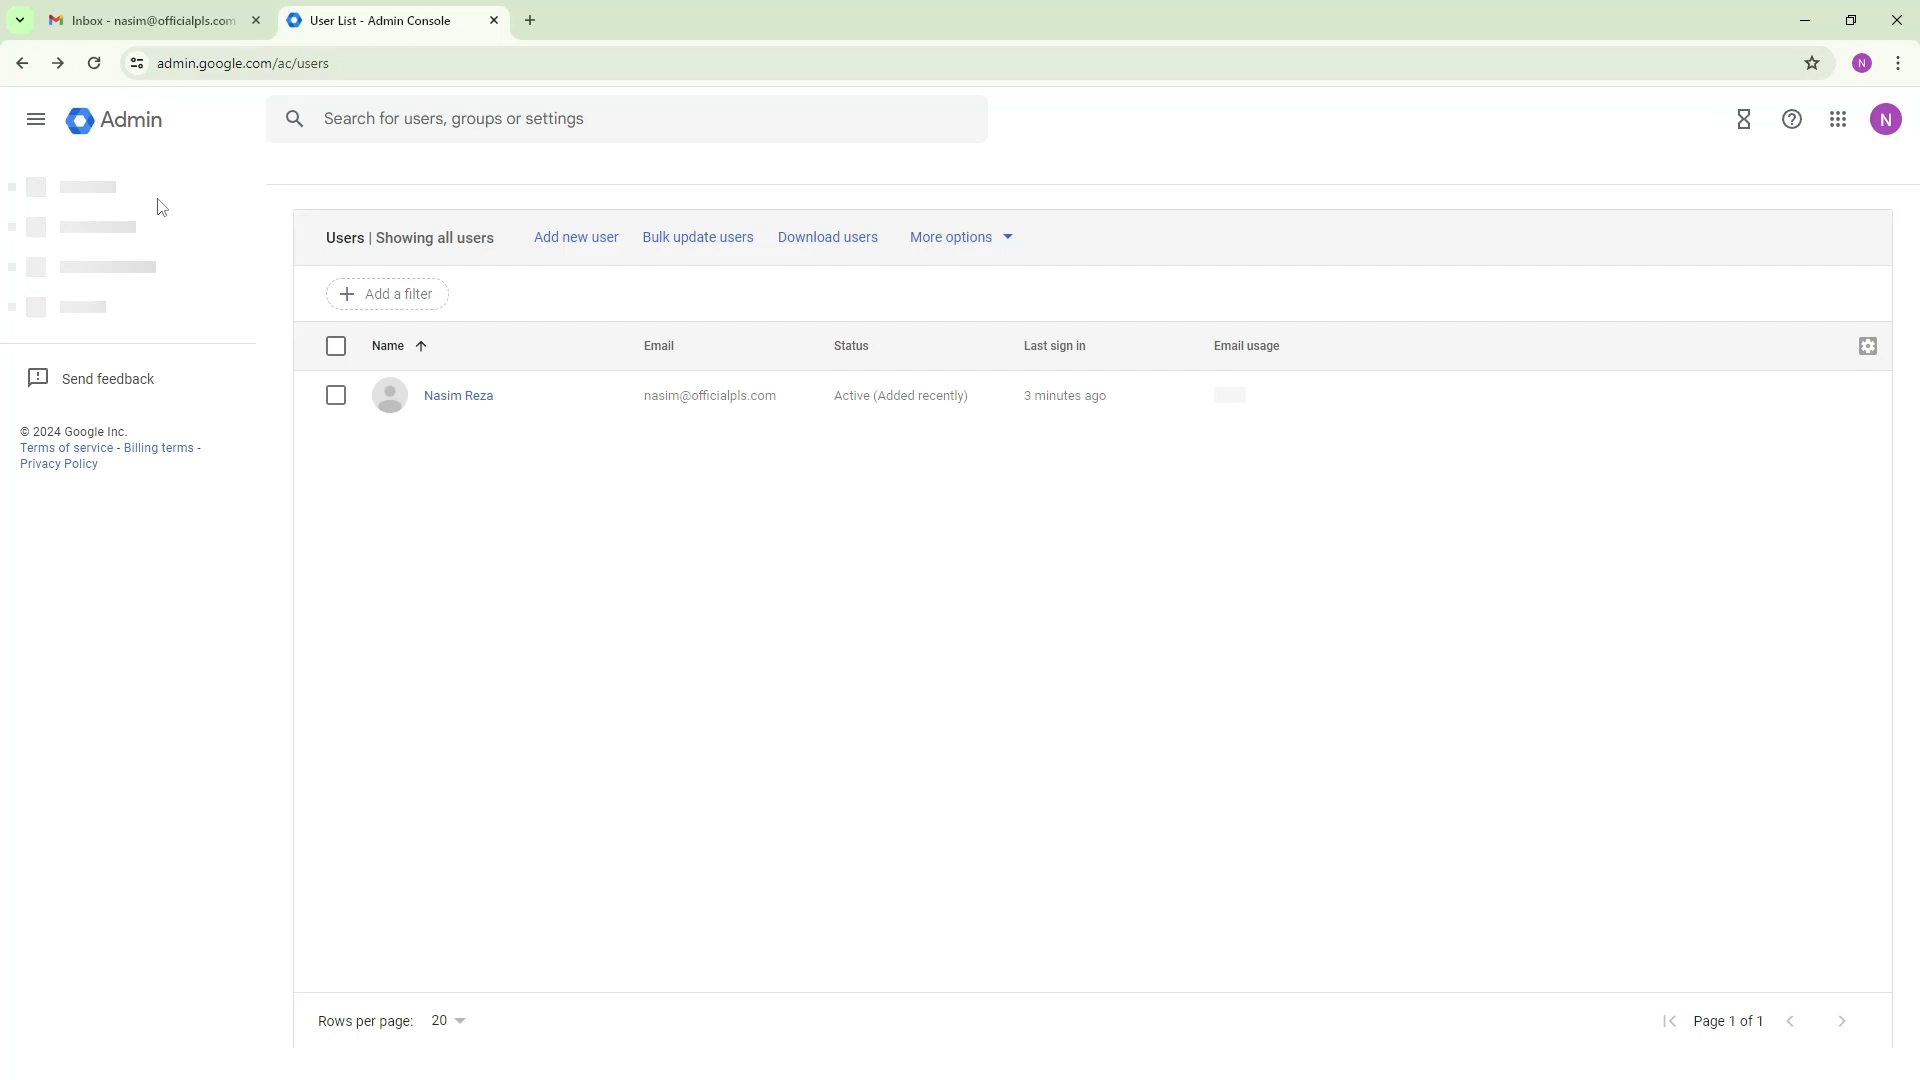 Inbox - nasim@officialpls.com
User List - Admin Console
admin.google.com/ac/users
N
Admin
Search for users, groups or settings
N
Users | Showing all users
Add new user
Bulk update users
Download users
More options
Add a filter
Name
Email
Status
Last sign in
Email usage
Nasim Reza
nasim@officialpls.com
Active (Added recently)
3 minutes ago
Send feedback
© 2024 Google Inc.
Terms of service - Billing terms -
Privacy Policy
Rows per page: 20
Page 1 of 1